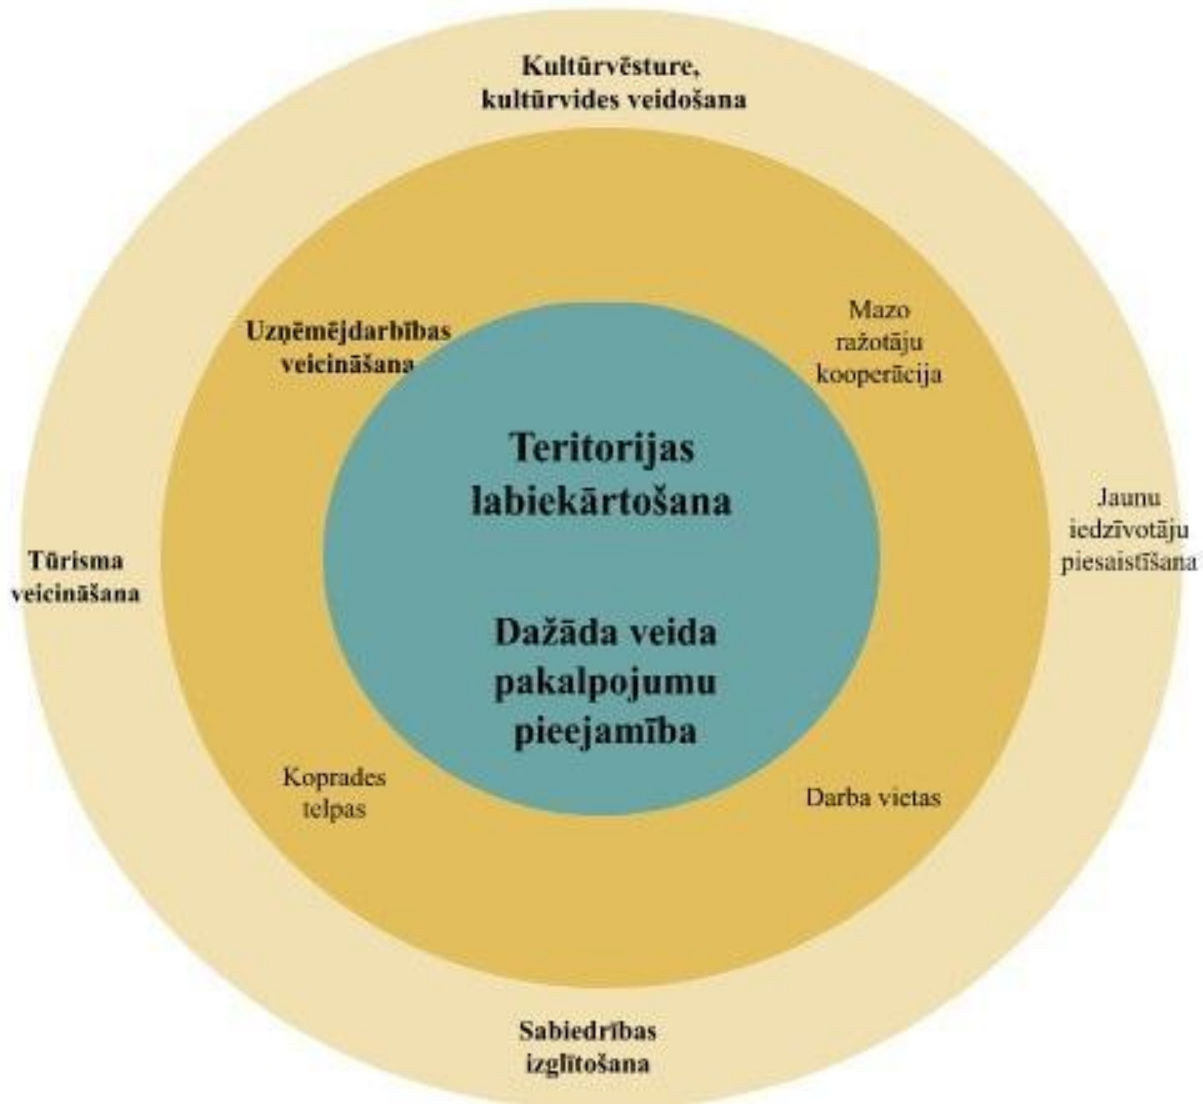 Kultūrvēsture,
kultūrvides veidošana
Uzņēmējdarbības
veicināšana
Mazo
ražotāju
kooperācija
Teritorijas
labiekārtošana
Jaunu
iedzīvotāju
piesaistīšana
Tūrisma
veicināšana
Dažāda veida
pakalpojumu
pieejamība
Koprades
telpas
Darba vietas
Sabiedrības
izglītošana